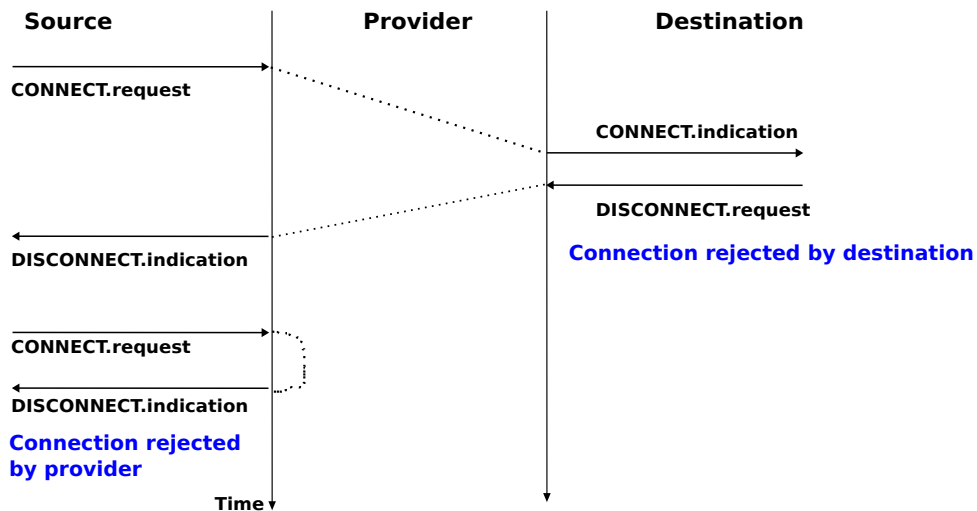 Source
Provider
Destination
CONNECT.request
CONNECT.indication
DISCONNECT.request
DISCONNECT.indication
Connection rejected by destination
CONNECT.request
DISCONNECT.indication
Connection rejected
by provider
Time